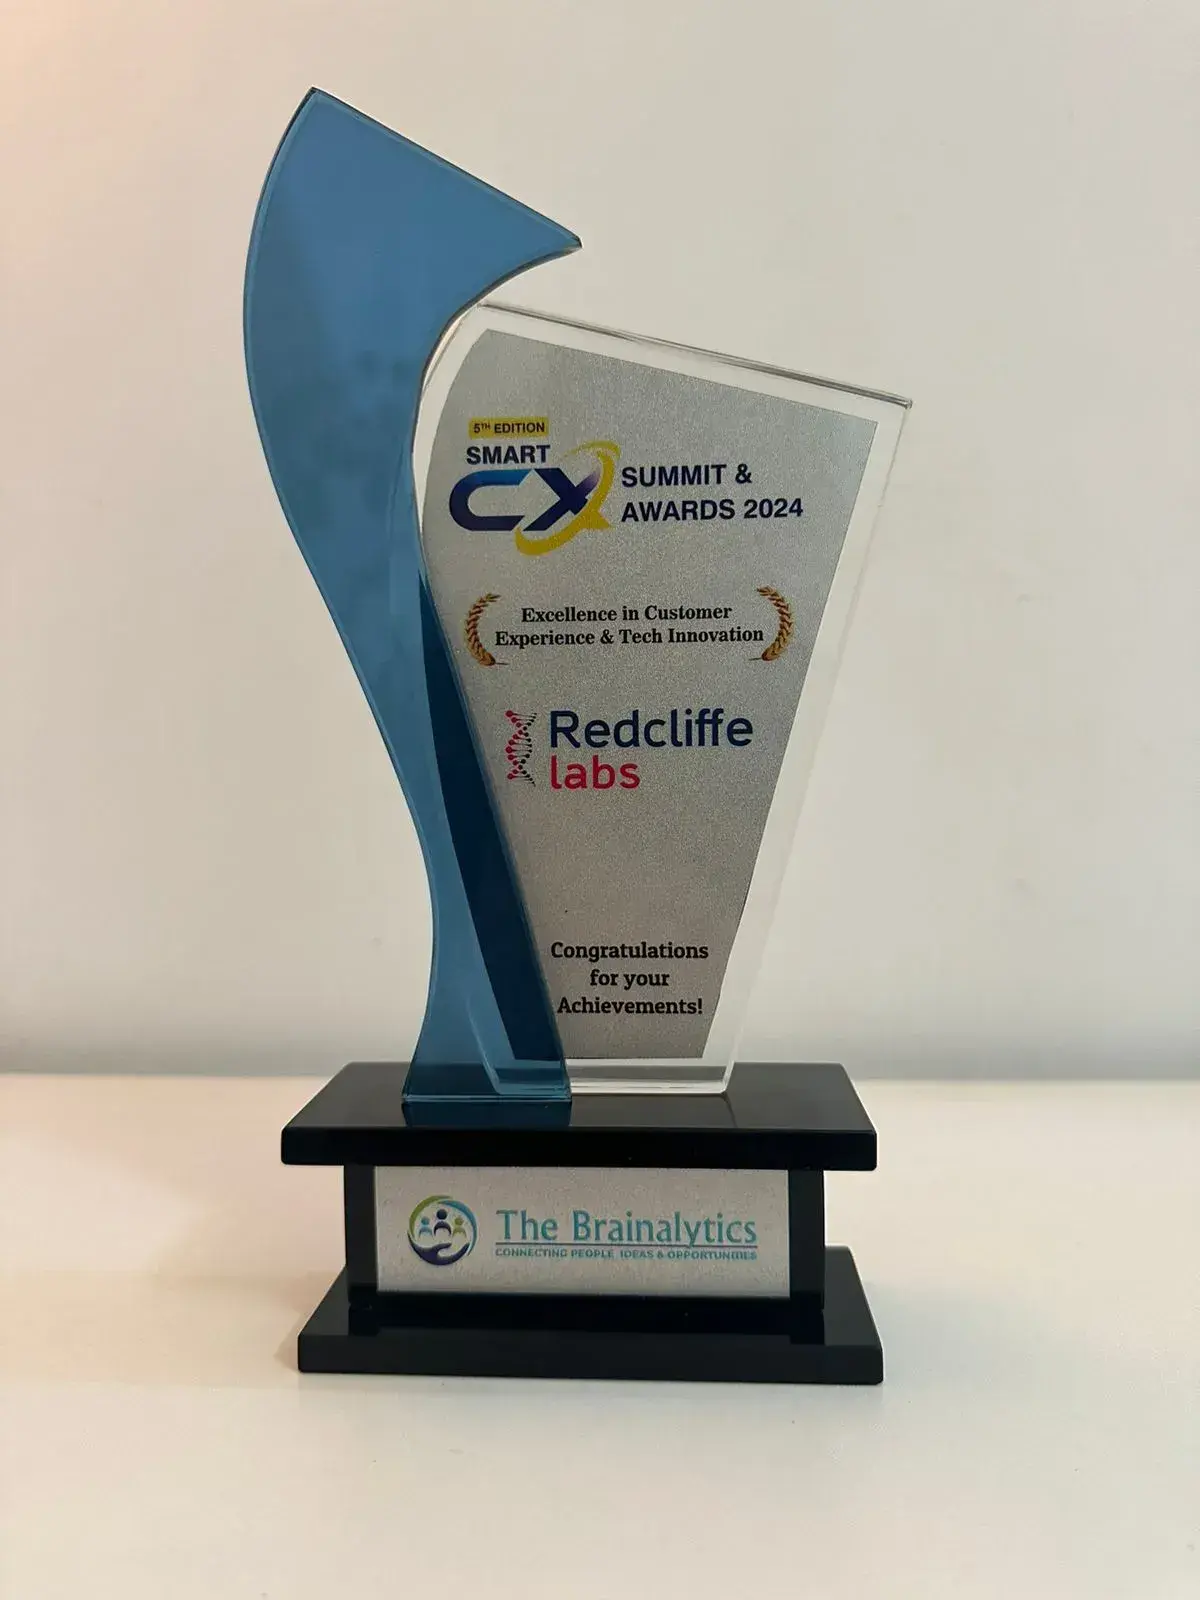 5TH EDITION
SMART
CX
SUMMIT &
AWARDS 2024
Excellence in Customer
Experience & Tech Innovation
Redcliffe
labs
Congratulations
for your
Achievements!
The Brainalytics
CONNECTING PEOPLE, IDEAS & OPPORTUNITIES